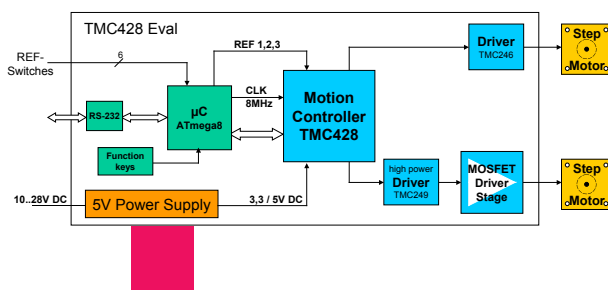 TMC428 Eval
REF-
Switches
6
REF 1,2,3
Driver
TMC246
Step
Motor
RS-232
µC
ATmega8
CLK
8MHz
Motion
Controller
TMC428
Function
keys
high power
Driver
TMC249
MOSFET
Driver
Stage
Step
Motor
10..28V DC
5V Power Supply
3,3 / 5V DC